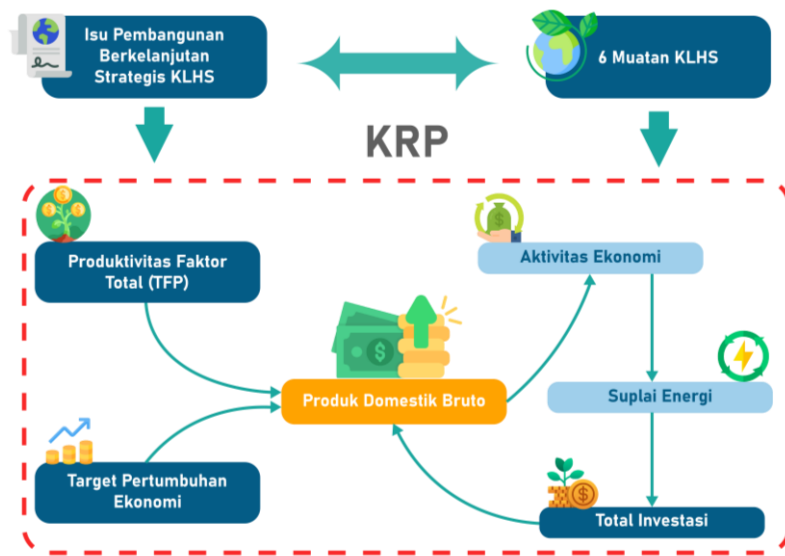 Isu Pembangunan
Berkelanjutan
Strategis KLHS
6 Muatan KLHS
KRP
Produktivitas Faktor
Total (TFP)
Aktivitas Ekonomi
Produk Domestik Bruto
Suplai Energi
Target Pertumbuhan
Ekonomi
Total Investasi